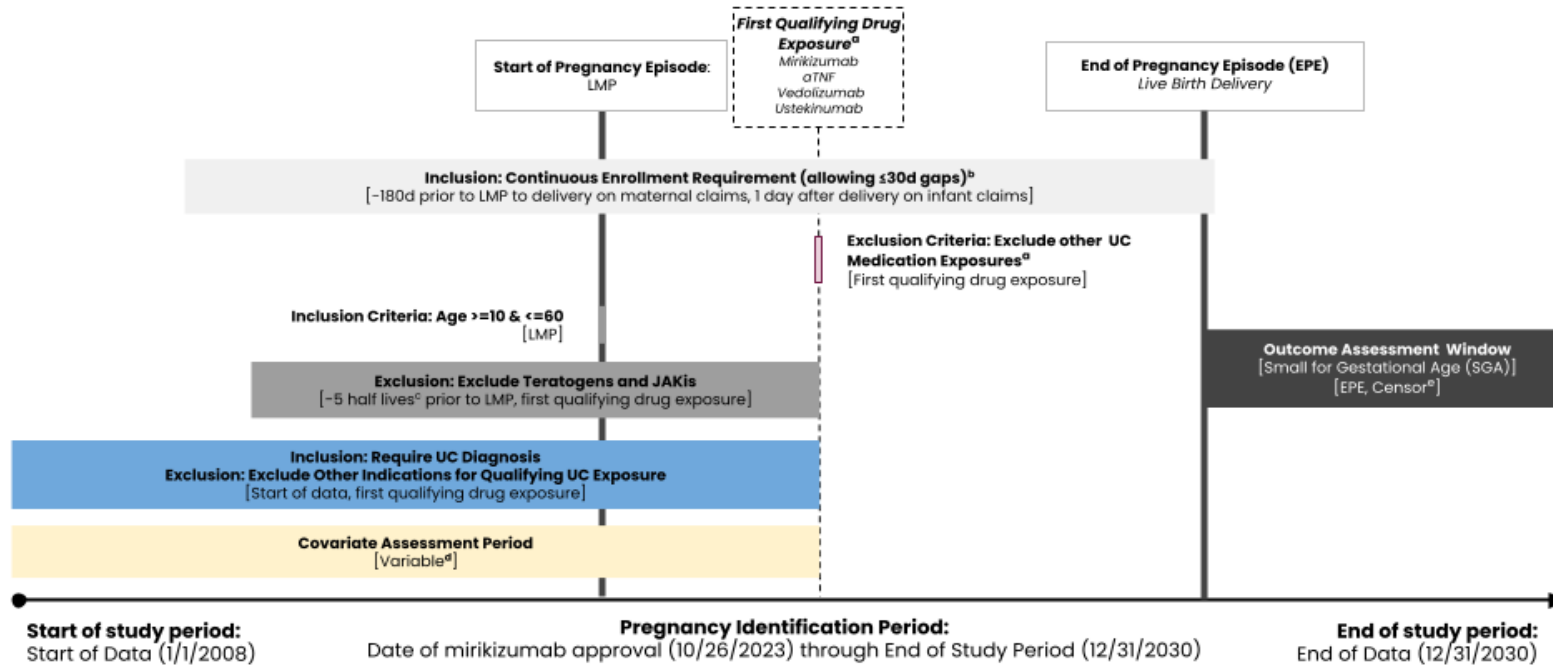 First Qualifying Drug
Exposureᵅ
Mirikizumab
αTNF
Vedolizumab
Ustekinumab
Start of Pregnancy Episode:
LMP
End of Pregnancy Episode (EPE)
Live Birth Delivery
Inclusion: Continuous Enrollment Requirement (allowing ≤30d gaps)ᵇ
[-180d prior to LMP to delivery on maternal claims, 1 day after delivery on infant claims]
Exclusion Criteria: Exclude other UC
Medication Exposuresᵅ
[First qualifying drug exposure]
Inclusion Criteria: Age >=10 & <=60
[LMP]
Exclusion: Exclude Teratogens and JAKis
[-5 half livesᶜ prior to LMP, first qualifying drug exposure]
Outcome Assessment Window
[Small for Gestational Age (SGA)]
[EPE, Censorᵉ]
Inclusion: Require UC Diagnosis
Exclusion: Exclude Other Indications for Qualifying UC Exposure
[Start of data, first qualifying drug exposure]
Covariate Assessment Period
[Variableᵈ]
Start of study period:
Start of Data (1/1/2008)
Pregnancy Identification Period:
Date of mirikizumab approval (10/26/2023) through End of Study Period (12/31/2030)
End of study period:
End of Data (12/31/2030)